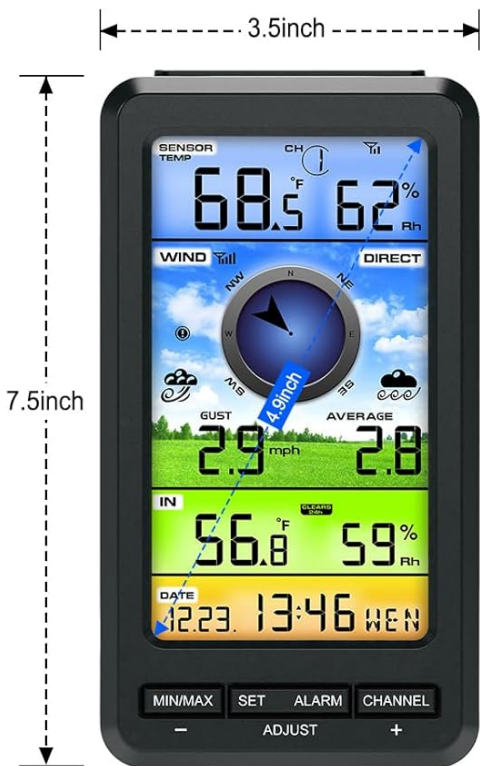 3.5inch
SENSOR TEMP
CH 1
68.5 °F 62% Rh
WIND DIRECT
N
NW NE
W E
SW SE
4.9inch
7.5inch
GUST AVERAGE
2.9 mph 2.8
IN
CLEARS 24h
56.8 °F 59% Rh
DATE
12.23. 13:46 WEN
MIN/MAX SET ALARM CHANNEL
− ADJUST +